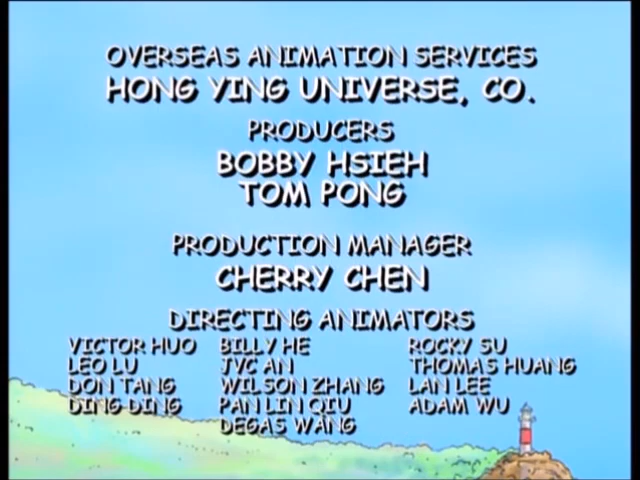 OVERSEAS ANIMATION SERVICES
HONG YING UNIVERSE, CO.
PRODUCERS
BOBBY HSIEH
TOM PONG
PRODUCTION MANAGER
CHERRY CHEN
DIRECTING ANIMATORS
VICTOR HUO BILLY HE ROCKY SU
LEO LU JYC AN THOMAS HUANG
DON TANG WILSON ZHANG LAN LEE
DING DING PAN LIN QIU ADAM WU
DEGAS WANG